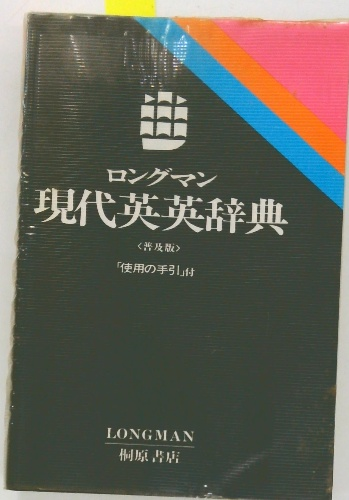 ロングマン
現代英英辞典
〈普及版〉
「使用の手引」付
LONGMAN
桐原書店